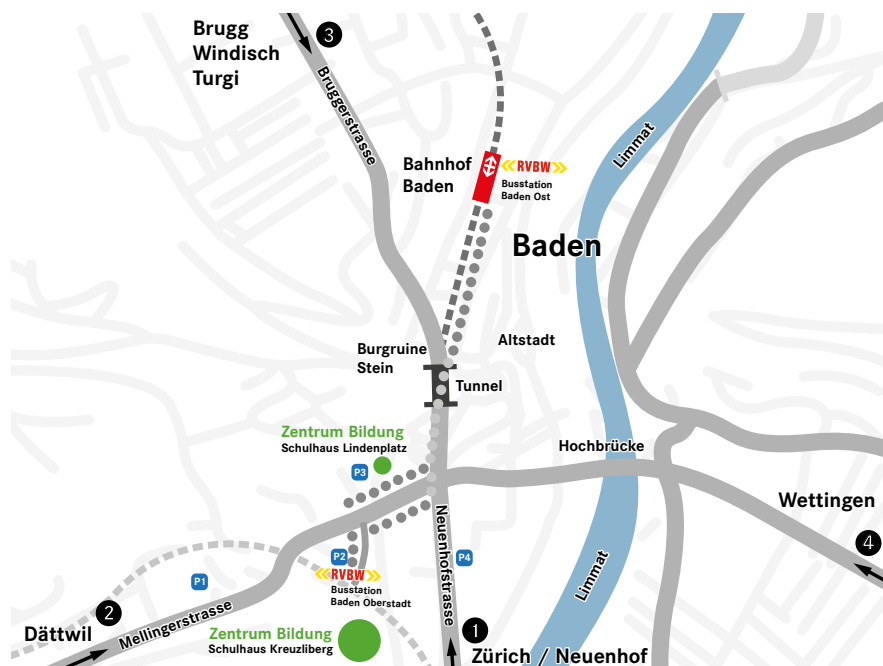 Brugg
Windisch
Turgi
3
Bruggerstrasse
Limmat
Bahnhof
Baden
RVBW
Busstation
Baden Ost
Baden
Burgruine
Stein
Altstadt
Tunnel
Zentrum Bildung
Schulhaus Lindenplatz
P3
Hochbrücke
Wettingen
4
Neuenhofstrasse
P4
P2
RVBW
Busstation
Baden Oberstadt
P1
Limmat
Dättwil
2
Mellingerstrasse
Zentrum Bildung
Schulhaus Kreuzliberg
1
Zürich / Neuenhof